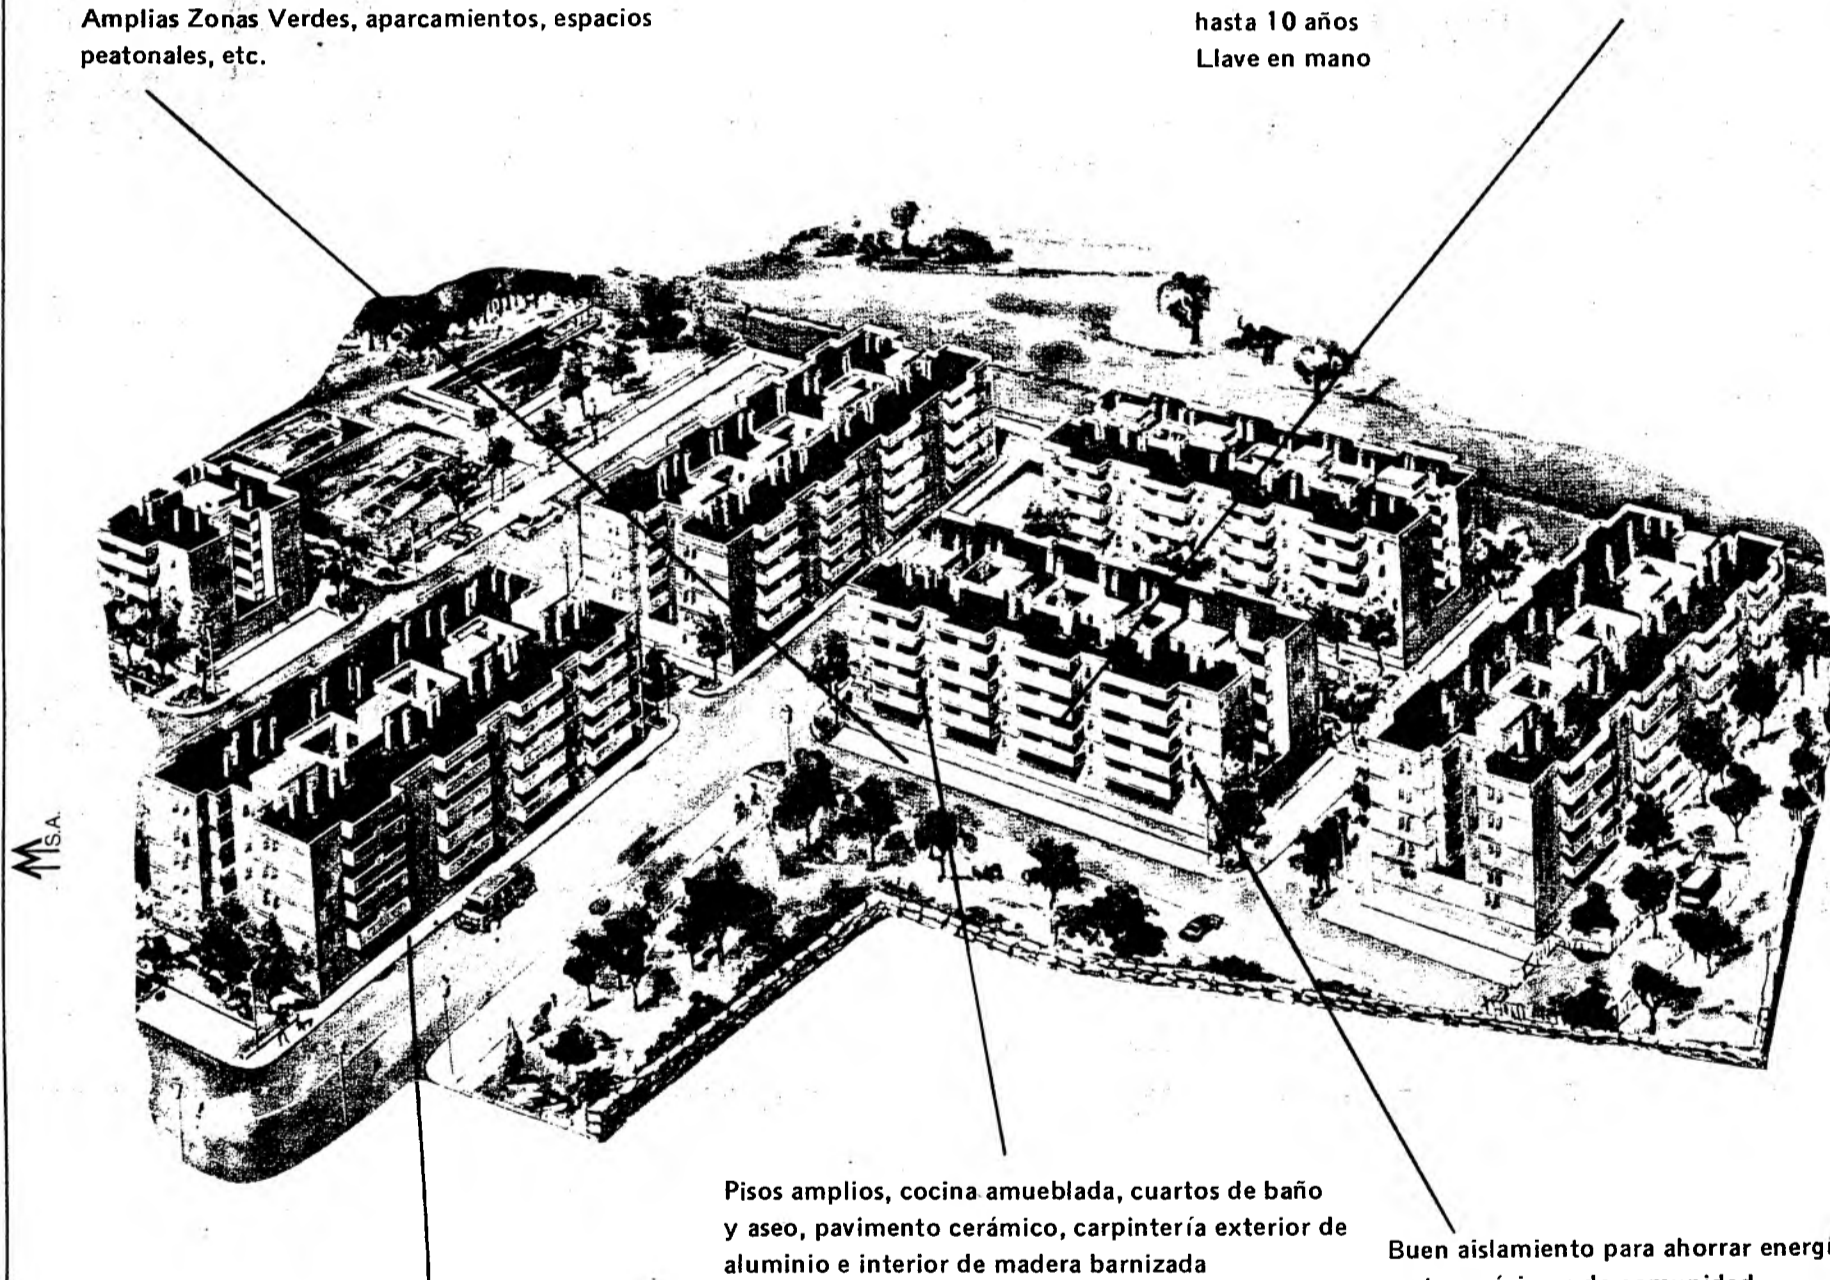 Amplias Zonas Verdes, aparcamientos, espacios
peatonales, etc.
hasta 10 años
Llave en mano
S.A.
Pisos amplios, cocina amueblada, cuartos de baño
y aseo, pavimento cerámico, carpintería exterior de
aluminio e interior de madera barnizada
Buen aislamiento para ahorrar energí